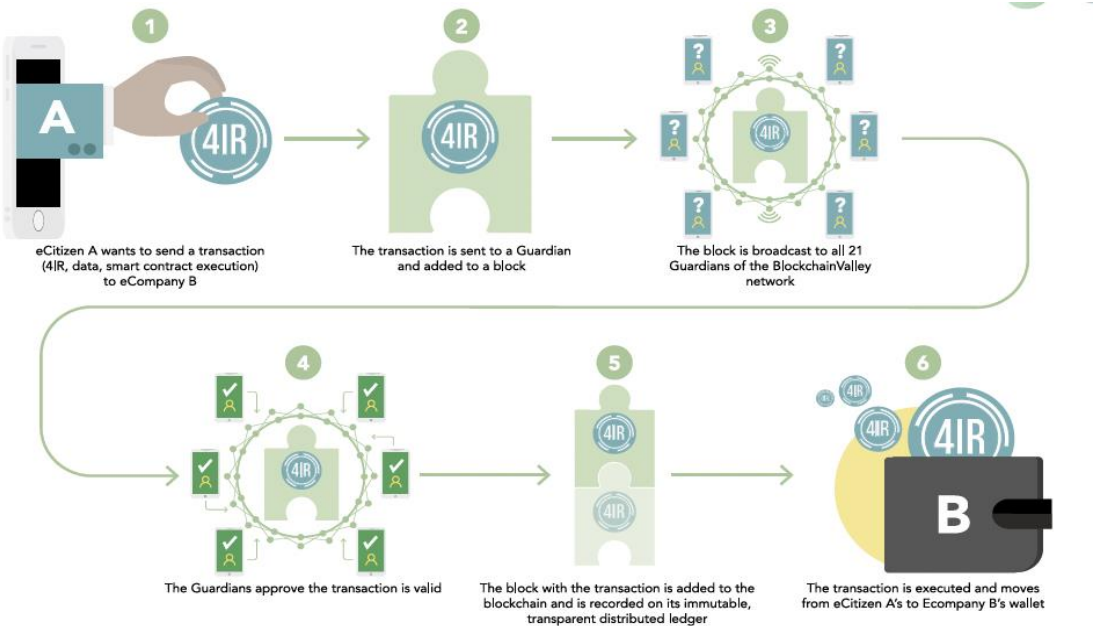 1
2
3
A
4IR
4IR
?
?
?
4IR
?
?
?
eCitizen A wants to send a transaction
(4IR, data, smart contract execution)
to eCompany B
The transaction is sent to a Guardian
and added to a block
The block is broadcast to all 21
Guardians of the BlockchainValley
network
4
5
6
4IR
4IR
4IR
4IR
4IR
4IR
4IR
B
The Guardians approve the transaction is valid
The block with the transaction is added to the
blockchain and is recorded on its immutable,
transparent distributed ledger
The transaction is executed and moves
from eCitizen A's to Ecompany B's wallet